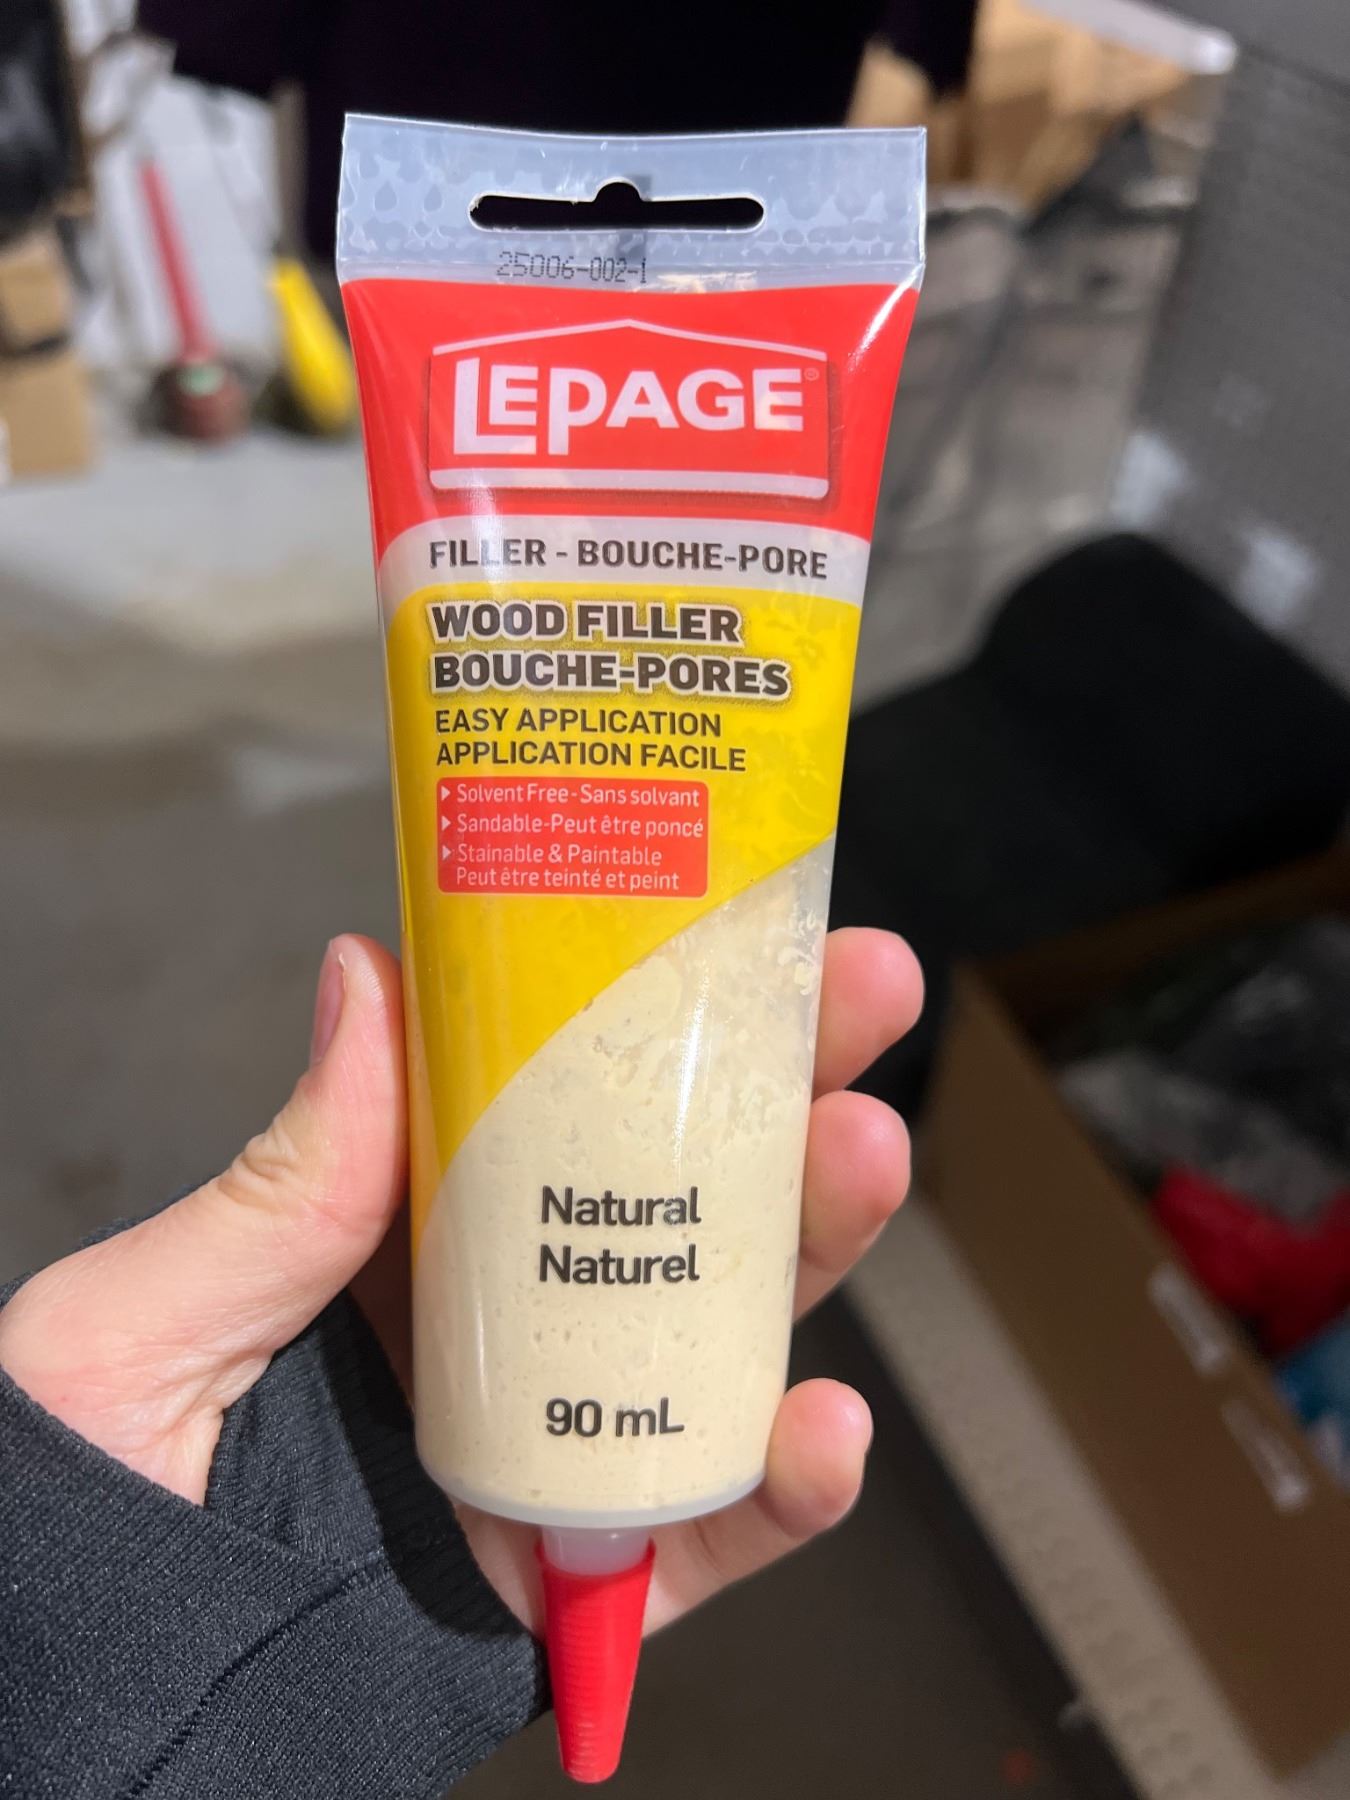 25006-002-1
LEPAGE®
FILLER - BOUCHE-PORE
WOOD FILLER
BOUCHE-PORES
EASY APPLICATION
APPLICATION FACILE
Solvent Free - Sans solvant
Sandable - Peut être poncé
Stainable & Paintable
Peut être teinté et peint
Natural
Naturel
90 mL